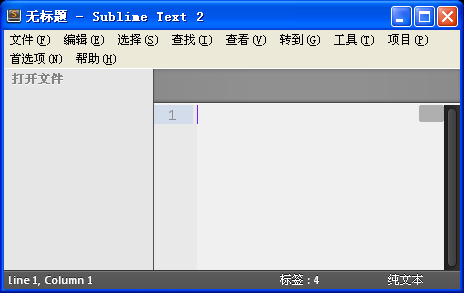 无标题 - Sublime Text 2
文件(F) 编辑(E) 选择(S) 查找(I) 查看(V) 转到(G) 工具(T) 项目(P)
首选项(N) 帮助(H)
打开文件
1
Line 1, Column 1 标签 : 4 纯文本